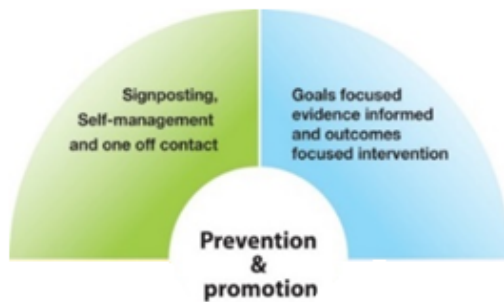 Signposting,
Self-management
and one off contact
Goals focused
evidence informed
and outcomes
focused intervention
Prevention
&
promotion